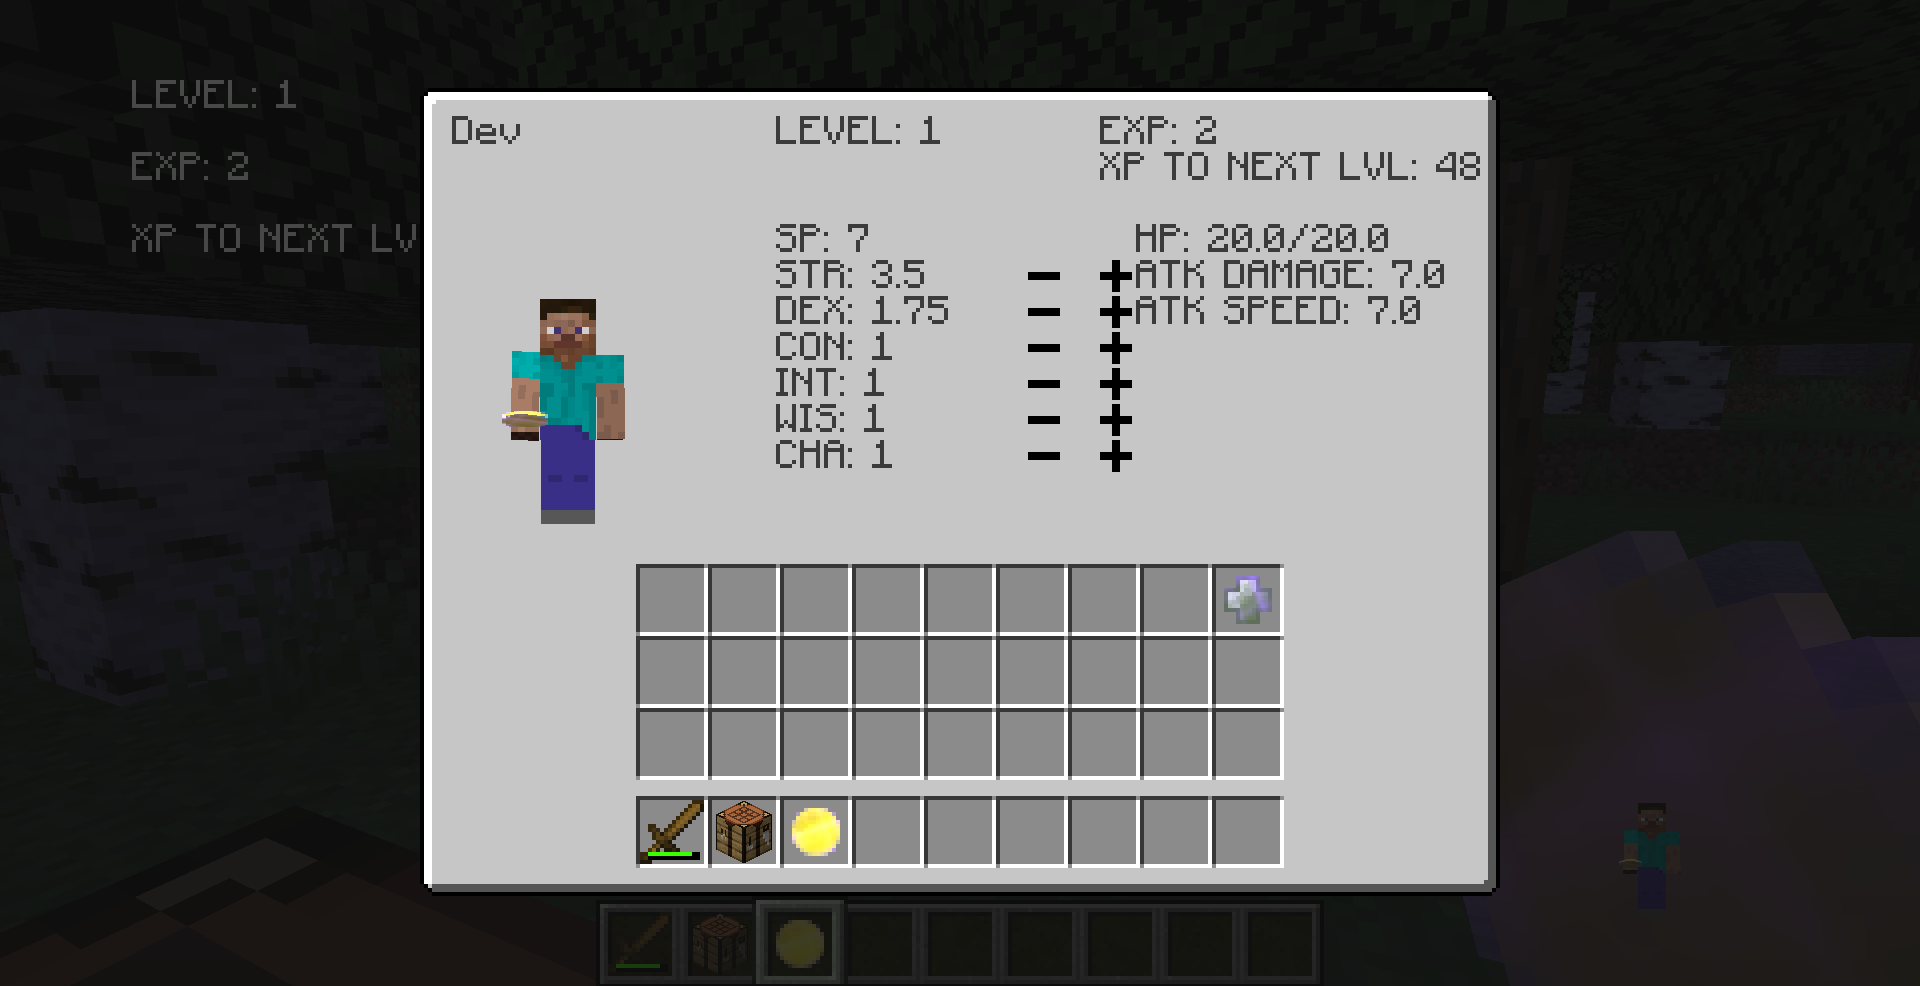 LEVEL: 1
EXP: 2
XP TO NEXT LV
Dev
LEVEL: 1
EXP: 2
XP TO NEXT LVL: 48
SP: 7
STR: 3.5
DEX: 1.75
CON: 1
INT: 1
WIS: 1
CHA: 1
HP: 20.0/20.0
ATK DAMAGE: 7.0
ATK SPEED: 7.0